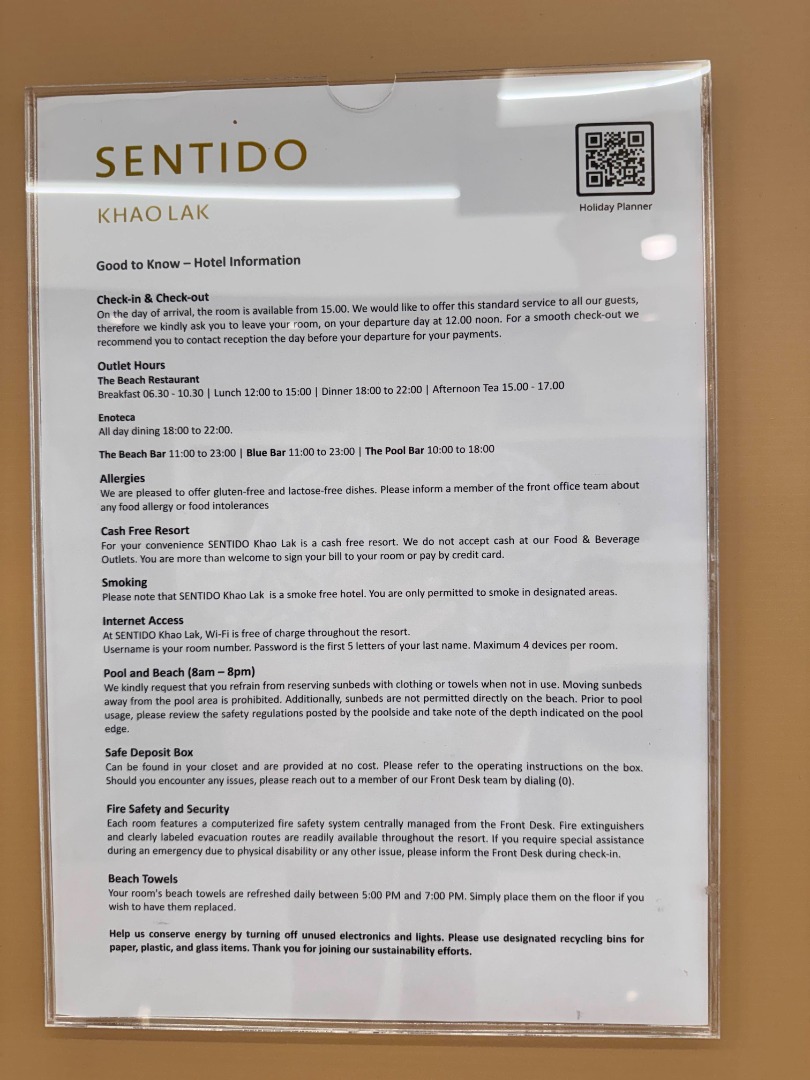 SENTIDO
KHAO LAK
Holiday Planner
Good to Know – Hotel Information
Check-in & Check-out
On the day of arrival, the room is available from 15.00. We would like to offer this standard service to all our guests,
therefore we kindly ask you to leave your room, on your departure day at 12.00 noon. For a smooth check-out we
recommend you to contact reception the day before your departure for your payments.
Outlet Hours
The Beach Restaurant
Breakfast 06.30 - 10.30 | Lunch 12:00 to 15:00 | Dinner 18:00 to 22:00 | Afternoon Tea 15.00 - 17.00
Enoteca
All day dining 18:00 to 22:00.
The Beach Bar 11:00 to 23:00 | Blue Bar 11:00 to 23:00 | The Pool Bar 10:00 to 18:00
Allergies
We are pleased to offer gluten-free and lactose-free dishes. Please inform a member of the front office team about
any food allergy or food intolerances
Cash Free Resort
For your convenience SENTIDO Khao Lak is a cash free resort. We do not accept cash at our Food & Beverage
Outlets. You are more than welcome to sign your bill to your room or pay by credit card.
Smoking
Please note that SENTIDO Khao Lak is a smoke free hotel. You are only permitted to smoke in designated areas.
Internet Access
At SENTIDO Khao Lak, Wi-Fi is free of charge throughout the resort.
Username is your room number. Password is the first 5 letters of your last name. Maximum 4 devices per room.
Pool and Beach (8am – 8pm)
We kindly request that you refrain from reserving sunbeds with clothing or towels when not in use. Moving sunbeds
away from the pool area is prohibited. Additionally, sunbeds are not permitted directly on the beach. Prior to pool
usage, please review the safety regulations posted by the poolside and take note of the depth indicated on the pool
edge.
Safe Deposit Box
Can be found in your closet and are provided at no cost. Please refer to the operating instructions on the box.
Should you encounter any issues, please reach out to a member of our Front Desk team by dialing (0).
Fire Safety and Security
Each room features a computerized fire safety system centrally managed from the Front Desk. Fire extinguishers
and clearly labeled evacuation routes are readily available throughout the resort. If you require special assistance
during an emergency due to physical disability or any other issue, please inform the Front Desk during check-in.
Beach Towels
Your room's beach towels are refreshed daily between 5:00 PM and 7:00 PM. Simply place them on the floor if you
wish to have them replaced.
Help us conserve energy by turning off unused electronics and lights. Please use designated recycling bins for
paper, plastic, and glass items. Thank you for joining our sustainability efforts.